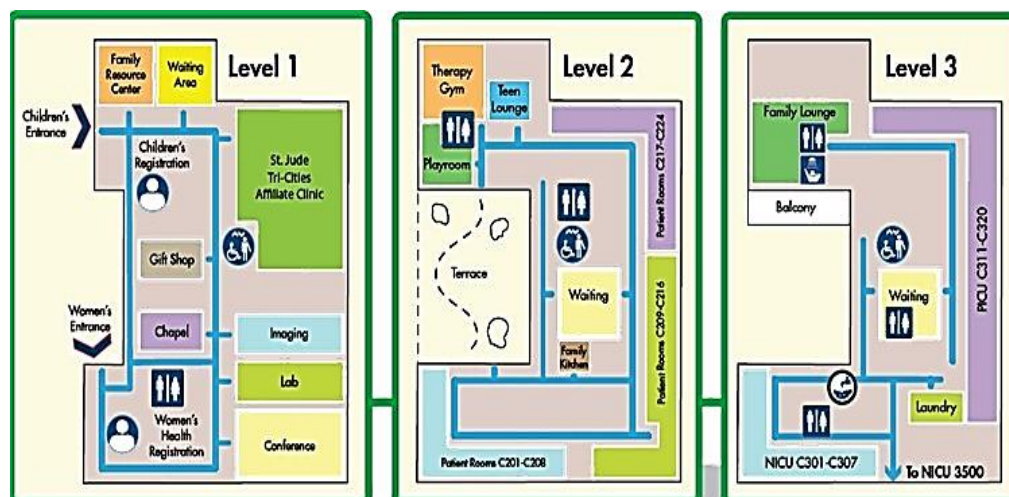 Level 1
Family
Resource
Center
Waiting
Area
Children's
Entrance
Children's
Registration
St. Jude
Tri-Cities
Affiliate Clinic
Gift Shop
Women's
Entrance
Chapel
Imaging
Lab
Women's
Health
Registration
Conference
Level 2
Therapy
Gym
Teen
Lounge
Playroom
Patient Rooms C217-C224
Terrace
Waiting
Patient Rooms C209-C216
Family
Kitchen
Patient Rooms C201-C208
Level 3
Family Lounge
Balcony
PICU C311-C320
Waiting
Laundry
NICU C301-C307
To NICU 3500